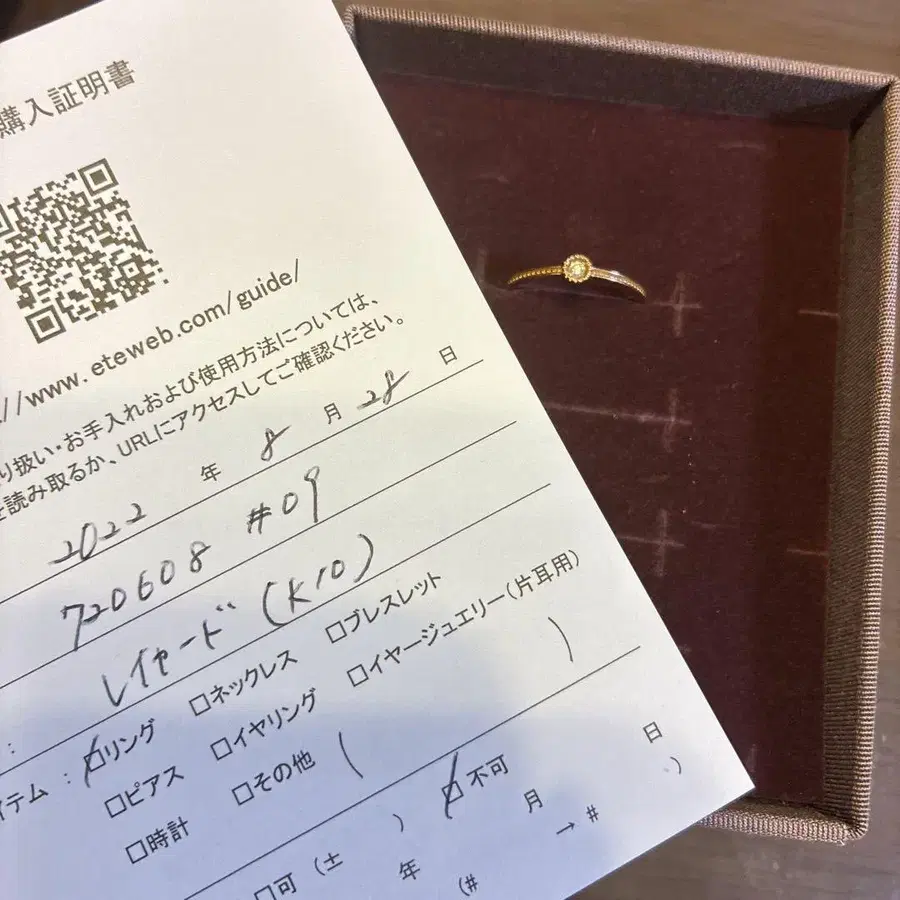 購入証明書
//www.eteweb.com/guide/
り扱い・お手入れおよび使用方法については、
を読み取るか、URLにアクセスしてご確認ください。
2022 年 8 月 28 日
720608 #09
レイヤード (K10)
イテム : □リング □ネックレス □ブレスレット
□ピアス □イヤリング □イヤージュエリー(片耳用)
□時計 □その他 ( )
□可 (土 ) □不可
年 月 日
(# → # )